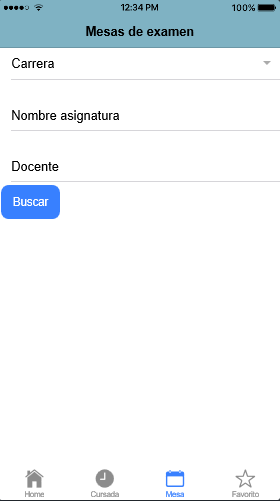 12:34 PM 100%
Mesas de examen
Carrera
Nombre asignatura
Docente
Buscar
Home Cursada Mesa Favorito